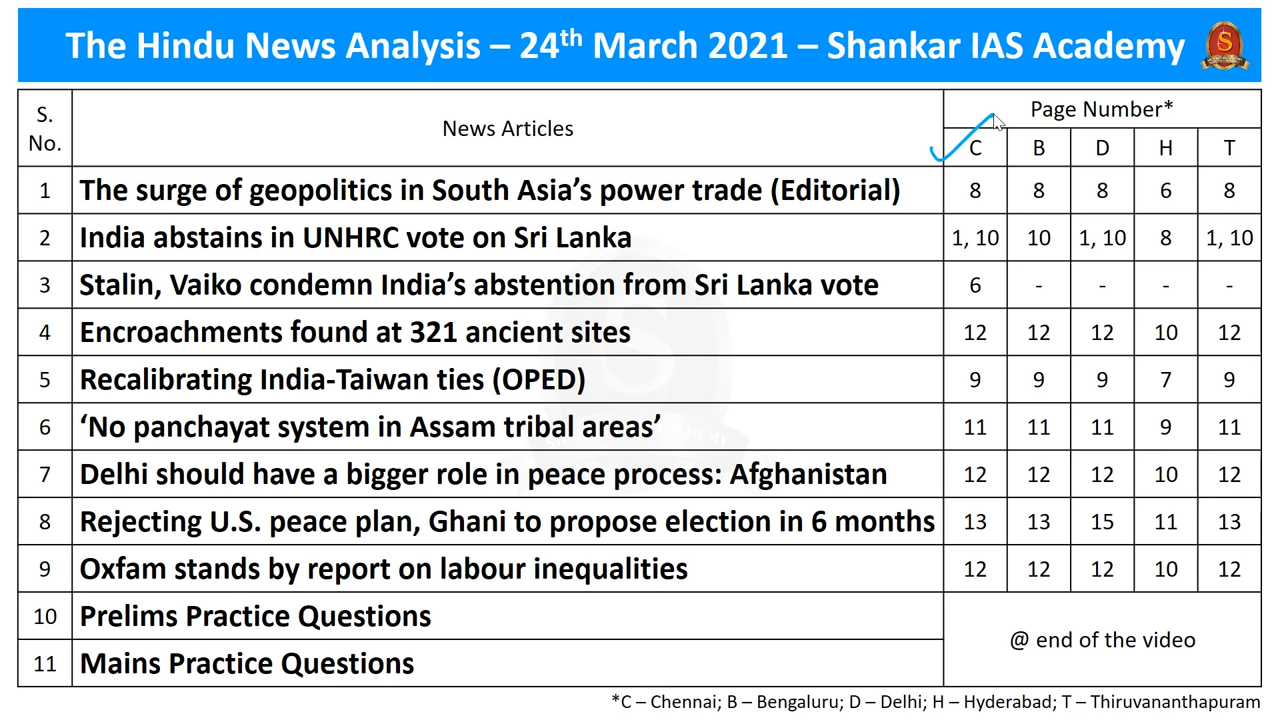 The Hindu News Analysis – 24th March 2021 – Shankar IAS Academy
S. No. News Articles Page Number*
C B D H T
1 The surge of geopolitics in South Asia’s power trade (Editorial) 8 8 8 6 8
2 India abstains in UNHRC vote on Sri Lanka 1, 10 10 1, 10 8 1, 10
3 Stalin, Vaiko condemn India’s abstention from Sri Lanka vote 6 - - - -
4 Encroachments found at 321 ancient sites 12 12 12 10 12
5 Recalibrating India-Taiwan ties (OPED) 9 9 9 7 9
6 ‘No panchayat system in Assam tribal areas’ 11 11 11 9 11
7 Delhi should have a bigger role in peace process: Afghanistan 12 12 12 10 12
8 Rejecting U.S. peace plan, Ghani to propose election in 6 months 13 13 15 11 13
9 Oxfam stands by report on labour inequalities 12 12 12 10 12
10 Prelims Practice Questions
@ end of the video
11 Mains Practice Questions
*C – Chennai; B – Bengaluru; D – Delhi; H – Hyderabad; T – Thiruvananthapuram